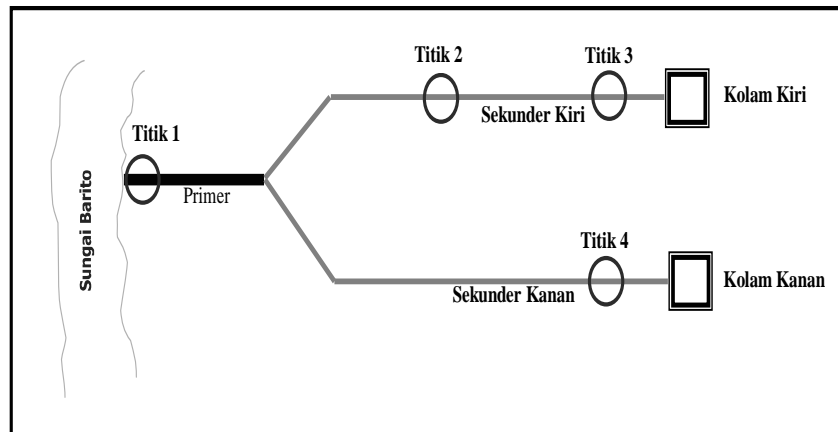 Titik 2
Titik 3
Kolam Kiri
Sekunder Kiri
Titik 1
Primer
Sungai Barito
Titik 4
Kolam Kanan
Sekunder Kanan